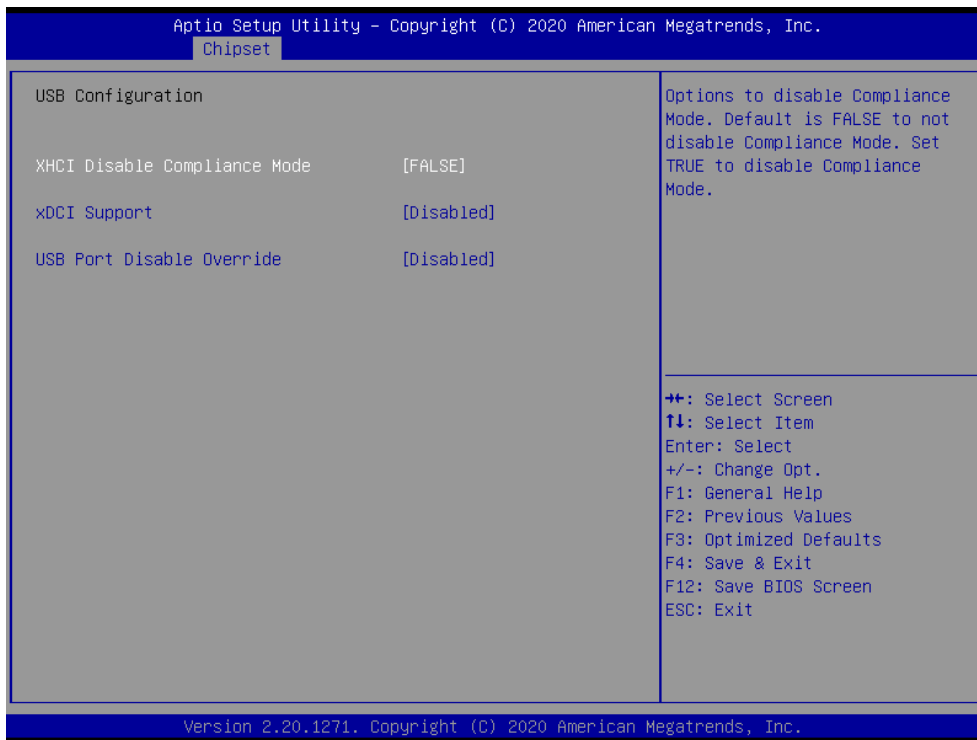 Aptio Setup Utility – Copyright (C) 2020 American Megatrends, Inc.
Chipset
USB Configuration
XHCI Disable Compliance Mode [FALSE]
xDCI Support [Disabled]
USB Port Disable Override [Disabled]
Options to disable Compliance
Mode. Default is FALSE to not
disable Compliance Mode. Set
TRUE to disable Compliance
Mode.
→←: Select Screen
↑↓: Select Item
Enter: Select
+/-: Change Opt.
F1: General Help
F2: Previous Values
F3: Optimized Defaults
F4: Save & Exit
F12: Save BIOS Screen
ESC: Exit
Version 2.20.1271. Copyright (C) 2020 American Megatrends, Inc.